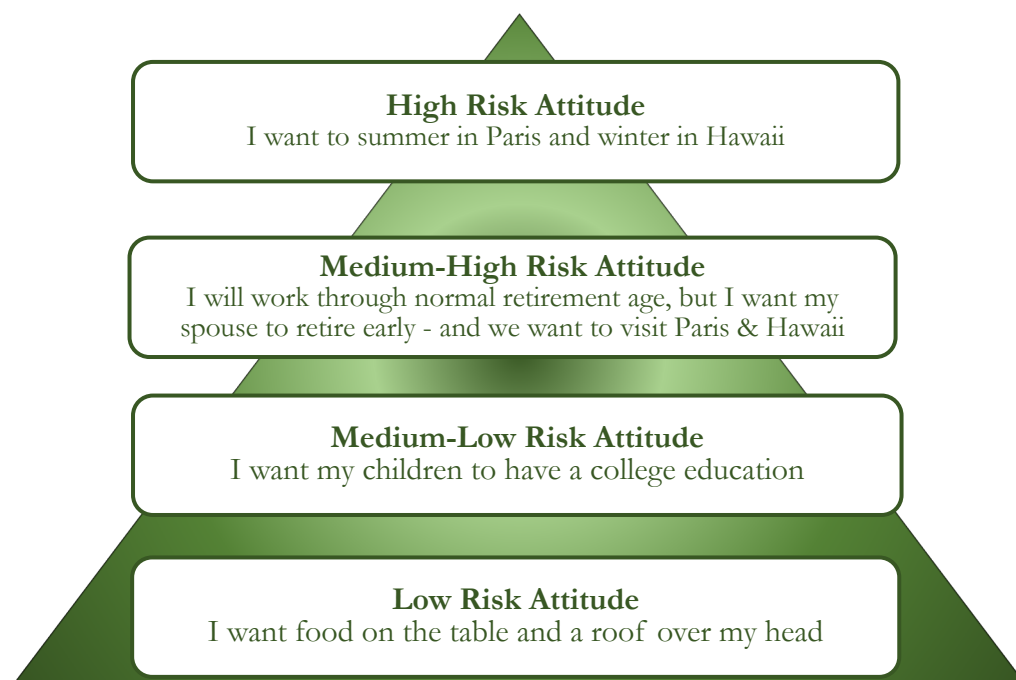 High Risk Attitude
I want to summer in Paris and winter in Hawaii
Medium-High Risk Attitude
I will work through normal retirement age, but I want my
spouse to retire early - and we want to visit Paris & Hawaii
Medium-Low Risk Attitude
I want my children to have a college education
Low Risk Attitude
I want food on the table and a roof over my head